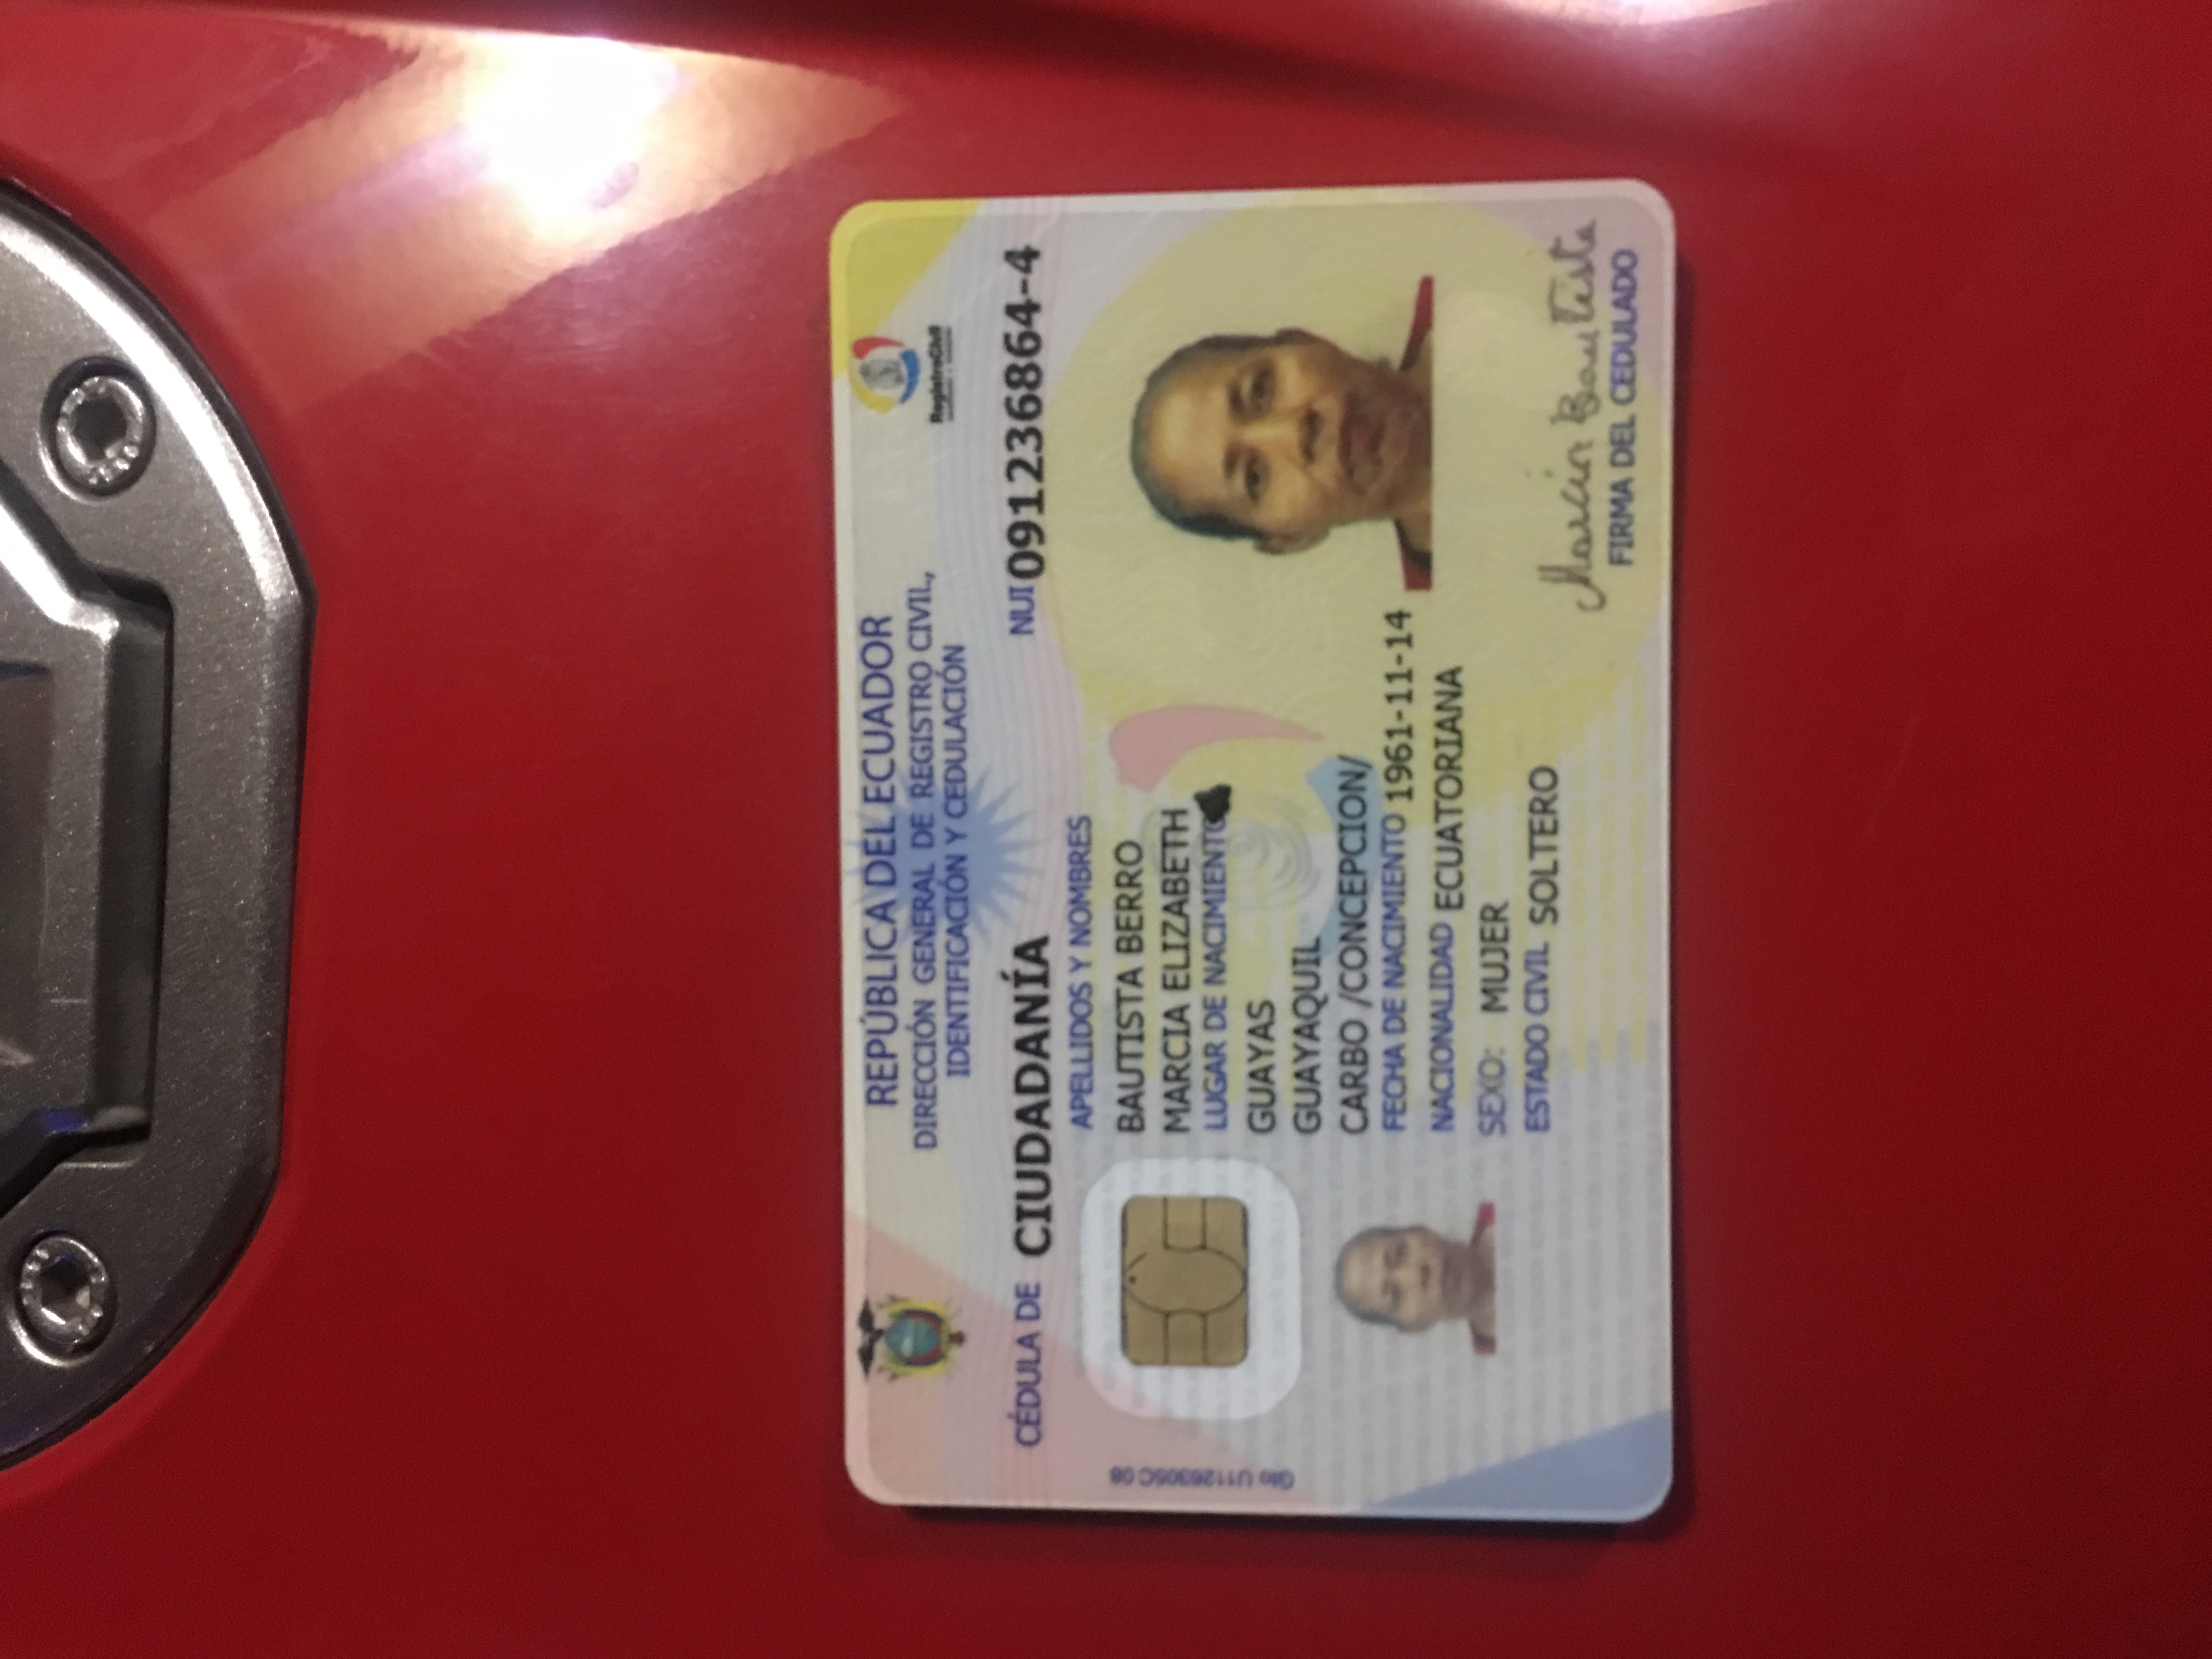 REPÚBLICA DEL ECUADOR
DIRECCIÓN GENERAL DE REGISTRO CIVIL,
IDENTIFICACIÓN Y CEDULACIÓN
RegistroCivil
CÉDULA DE CIUDADANÍA
NUI 091236864-4
APELLIDOS Y NOMBRES
BAUTISTA BERRO
MARCIA ELIZABETH
LUGAR DE NACIMIENTO
GUAYAS
GUAYAQUIL
CARBO /CONCEPCION/
FECHA DE NACIMIENTO 1961-11-14
NACIONALIDAD ECUATORIANA
SEXO: MUJER
ESTADO CIVIL SOLTERO
Marcia Bautista
FIRMA DEL CEDULADO